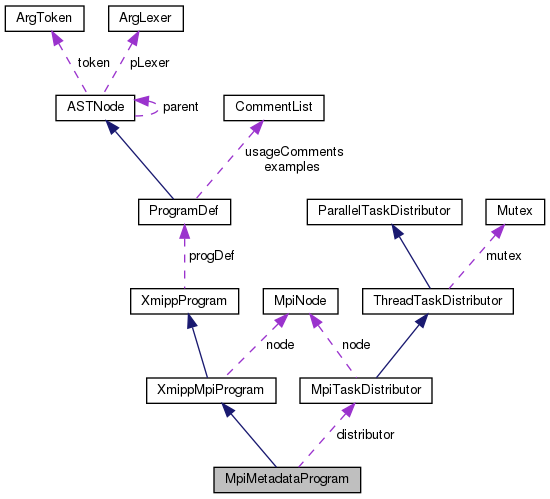 ArgToken
ArgLexer
token
pLexer
ASTNode
parent
CommentList
usageComments
examples
ProgramDef
ParallelTaskDistributor
Mutex
progDef
mutex
XmippProgram
MpiNode
ThreadTaskDistributor
node
node
XmippMpiProgram
MpiTaskDistributor
distributor
MpiMetadataProgram